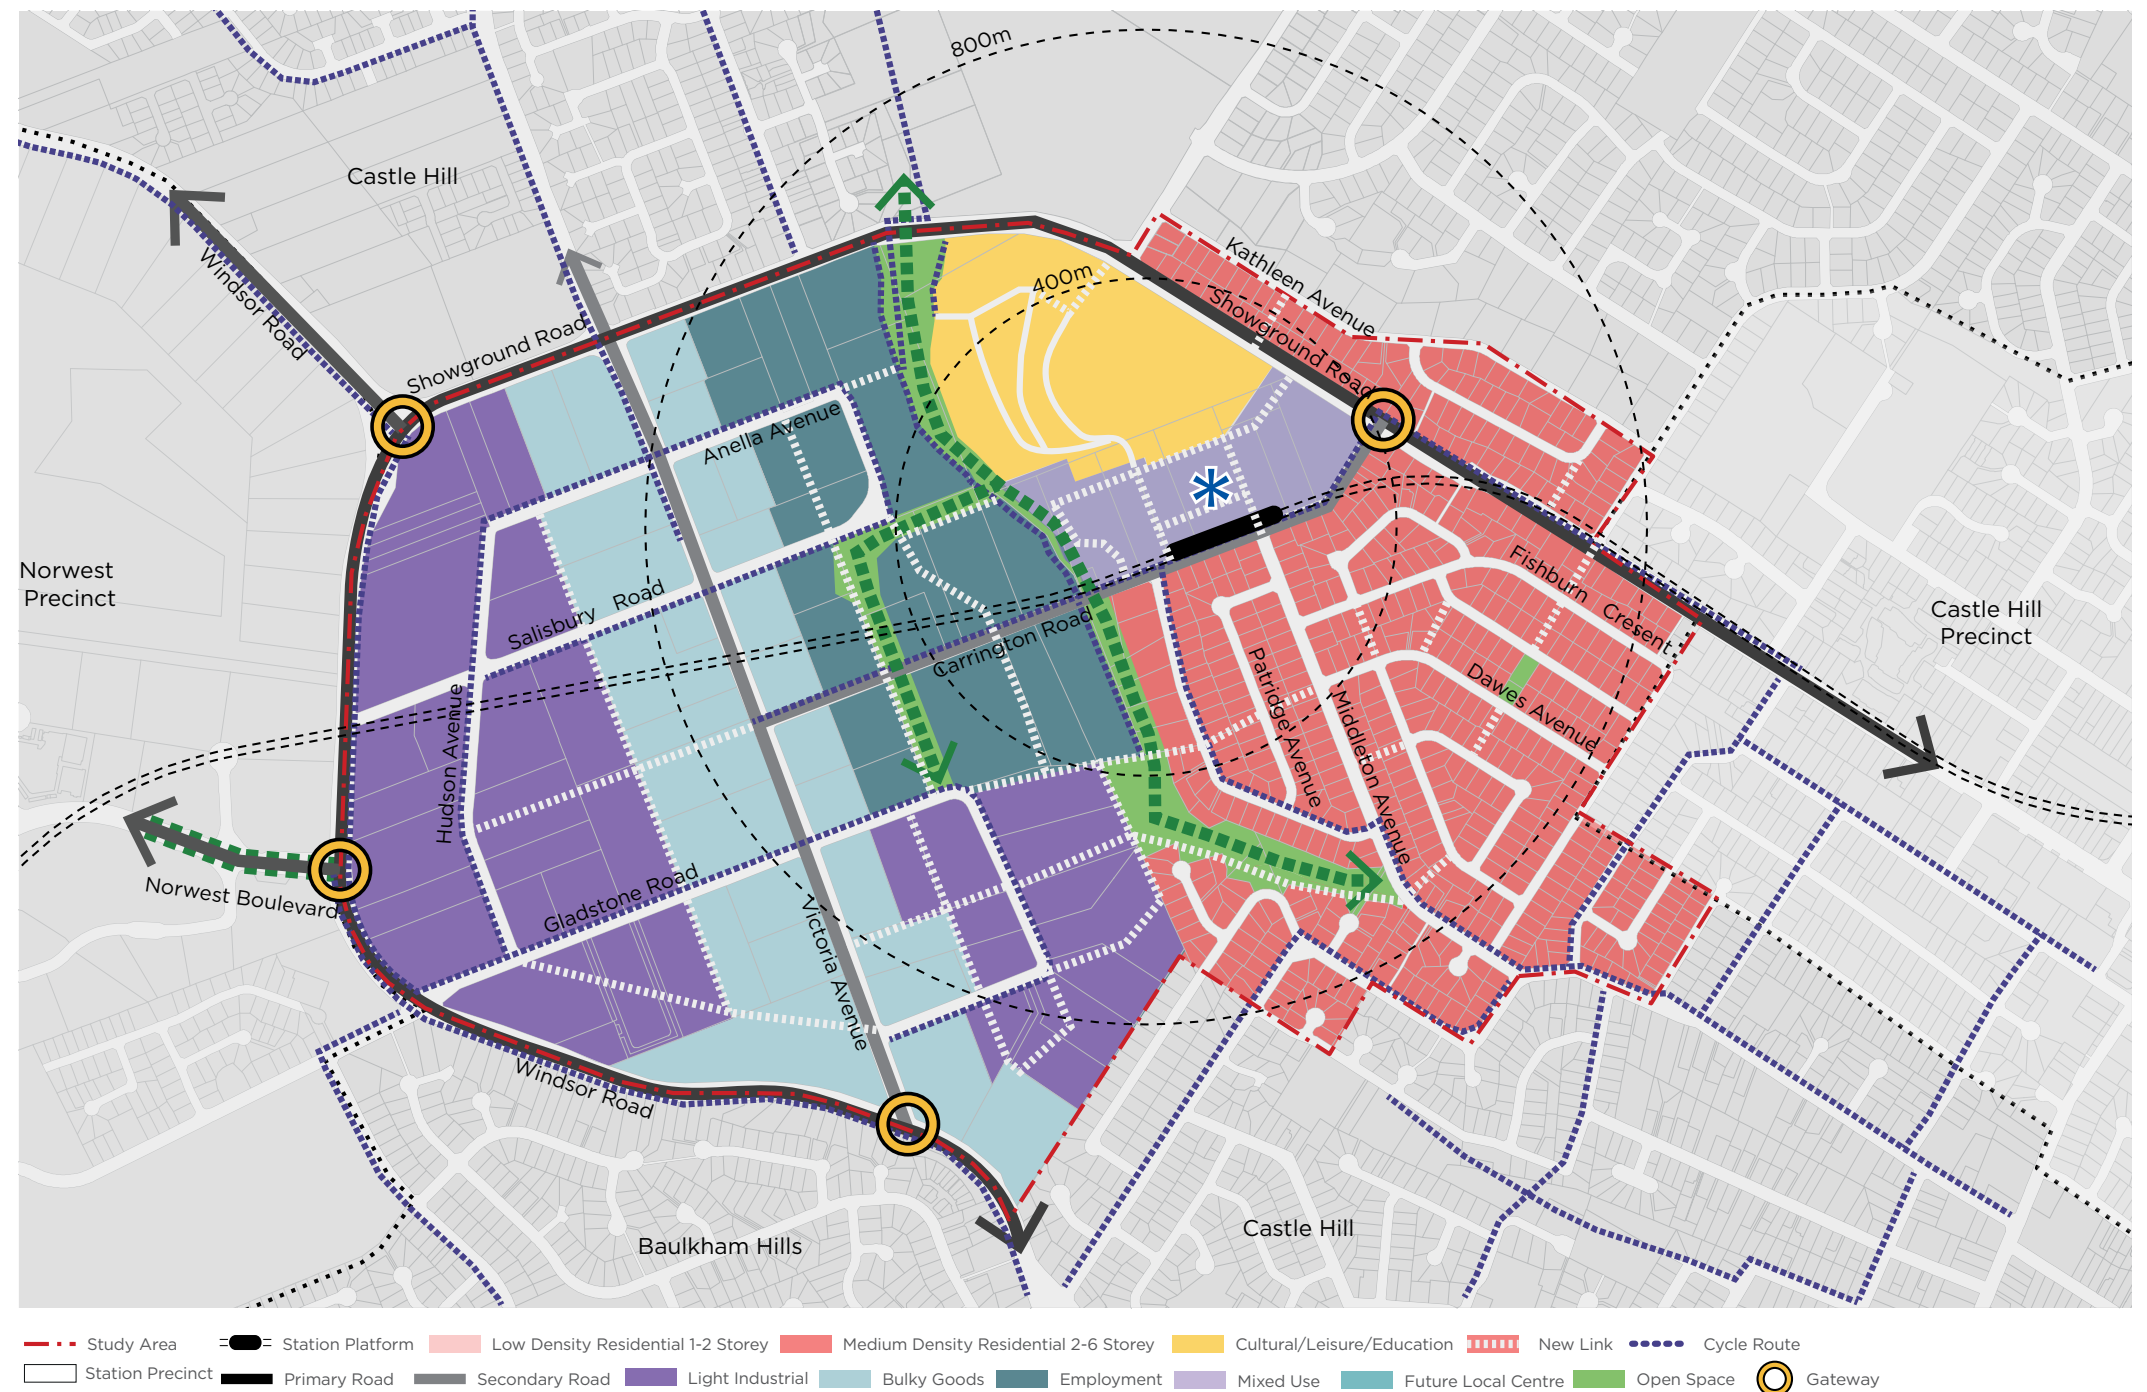 800m
Castle Hill
Kathleen Avenue
400m
Windsor Road
Showground Road
Showground Road
Anella Avenue
Norwest
Precinct
Fishburn Cresent
Salisbury Road
Castle Hill
Precinct
Carrington Road
Patridge Avenue
Dawes Avenue
Hudson Avenue
Middleton Avenue
Norwest Boulevard
Gladstone Road
Victoria Avenue
Windsor Road
Baulkham Hills
Castle Hill
Study Area
Station Platform
Low Density Residential 1-2 Storey
Medium Density Residential 2-6 Storey
Cultural/Leisure/Education
New Link
Cycle Route
Station Precinct
Primary Road
Secondary Road
Light Industrial
Bulky Goods
Employment
Mixed Use
Future Local Centre
Open Space
Gateway